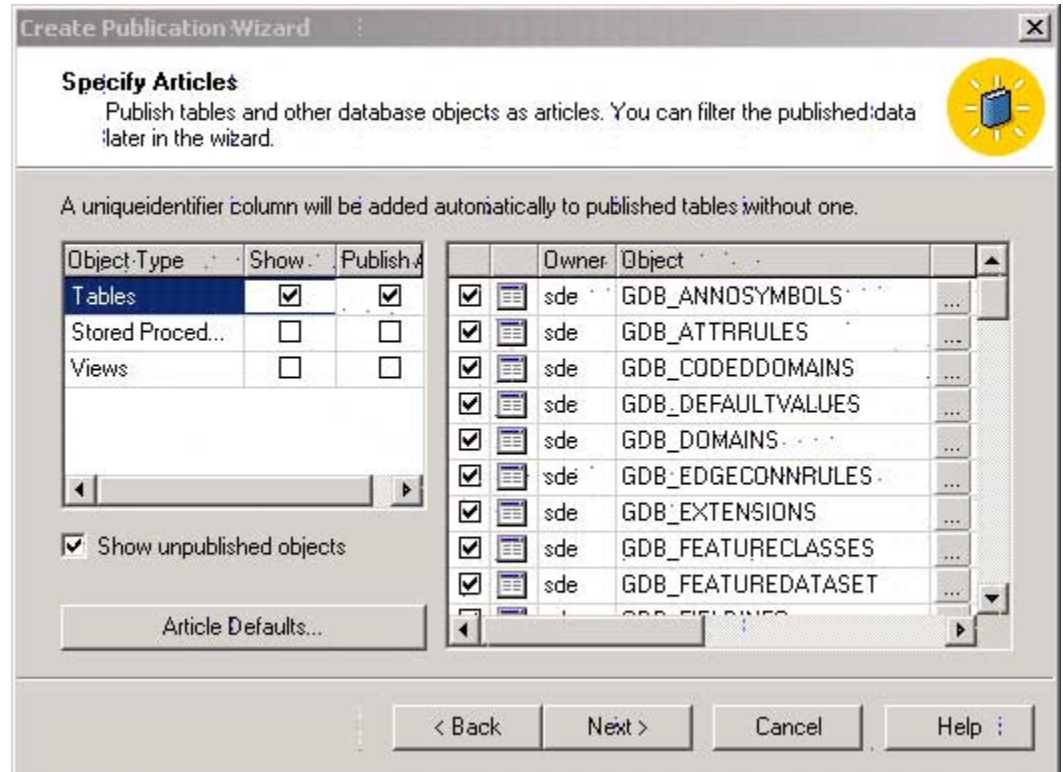 Create Publication Wizard
Specify Articles
Publish tables and other database objects as articles. You can filter the published data
later in the wizard.
A uniqueidentifier column will be added automatically to published tables without one.
Object Type Show Publish A
Tables
Stored Proced...
Views
Show unpublished objects
Article Defaults...
Owner Object
sde GDB_ANNOSYMBOLS ...
sde GDB_ATTRRULES ...
sde GDB_CODEDDOMAINS ...
sde GDB_DEFAULTVALUES ...
sde GDB_DOMAINS ...
sde GDB_EDGECONNRULES ...
sde GDB_EXTENSIONS ...
sde GDB_FEATURECLASSES ...
sde GDB_FEATUREDATASET ...
< Back Next > Cancel Help